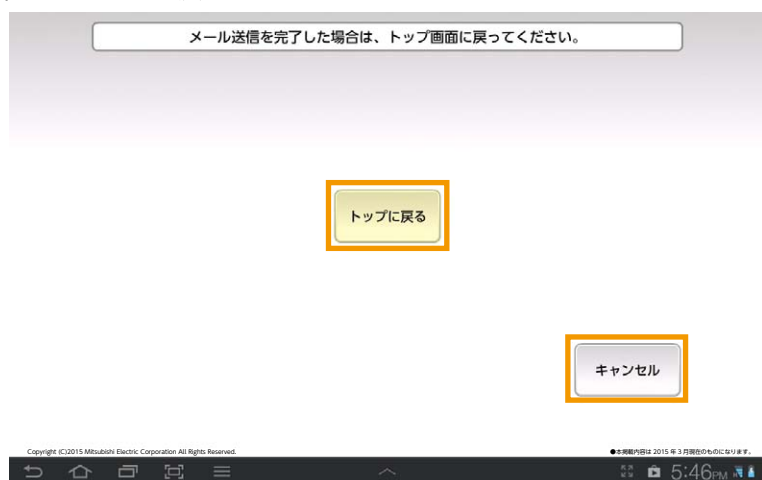 メール送信を完了した場合は、トップ画面に戻ってください。
トップに戻る
キャンセル
Copyright (C)2015 Mitsubishi Electric Corporation All Rights Reserved.
●本掲載内容は 2015 年 3 月現在のものになります。
5:46PM